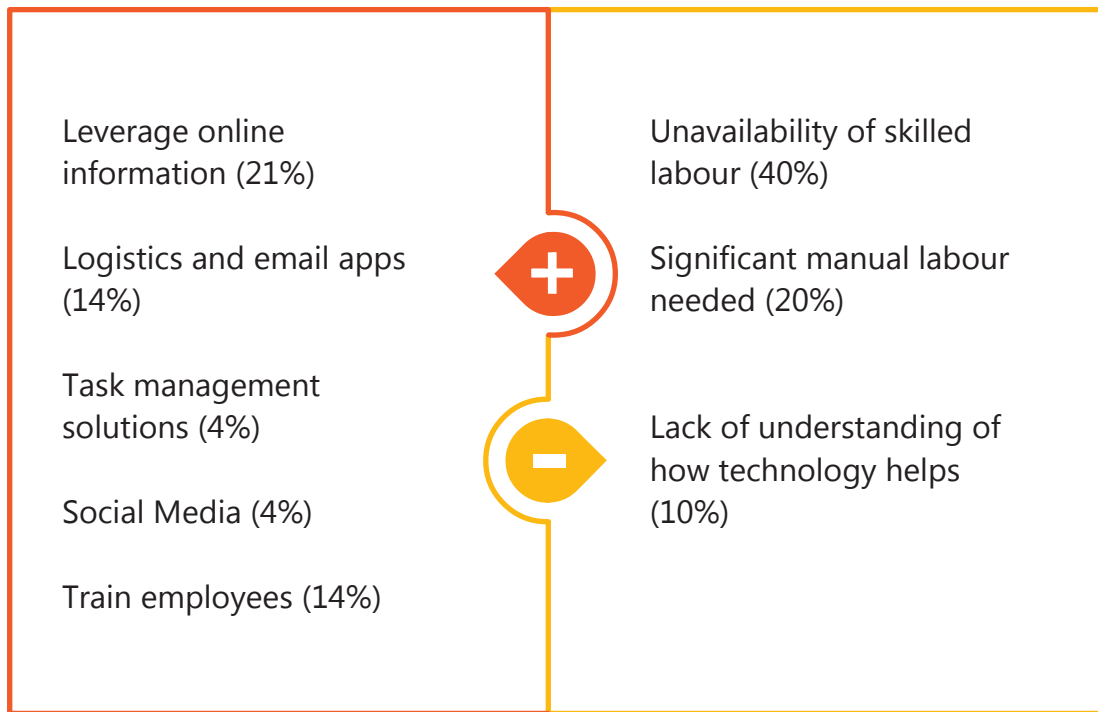 Leverage online
information (21%)
Logistics and email apps
(14%)
Task management
solutions (4%)
Social Media (4%)
Train employees (14%)
Unavailability of skilled
labour (40%)
Significant manual labour
needed (20%)
Lack of understanding of
how technology helps
(10%)